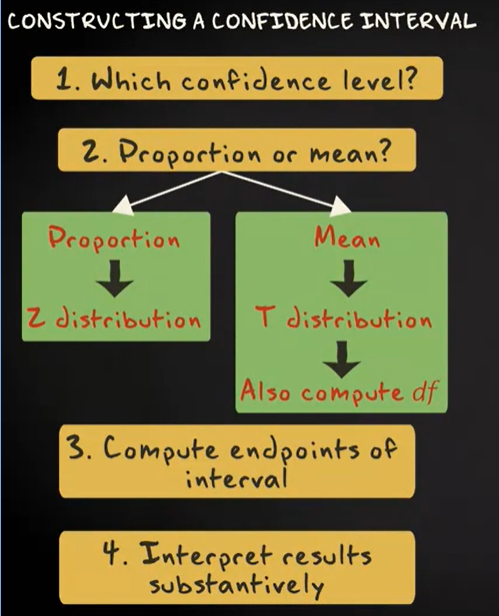 CONSTRUCTING A CONFIDENCE INTERVAL
1. Which confidence level?
2. Proportion or mean?
Proportion
Z distribution
Mean
T distribution
Also compute df
3. Compute endpoints of
interval
4. Interpret results
substantively